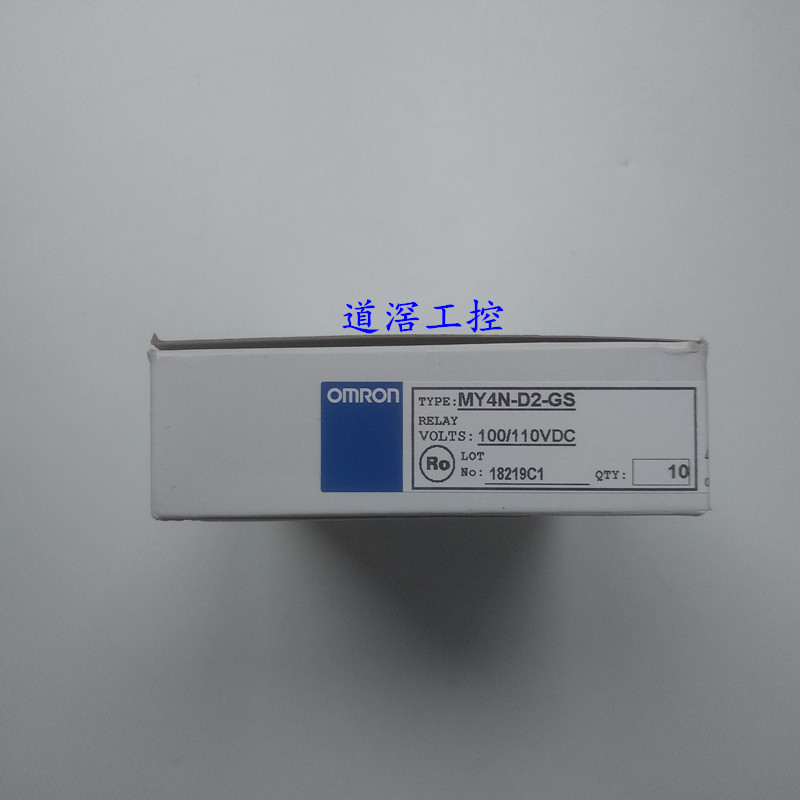 道滘工控
OMRON
TYPE: MY4N-D2-GS
RELAY
VOLTS: 100/110VDC
Ro
LOT
No: 18219C1
QTY: 10